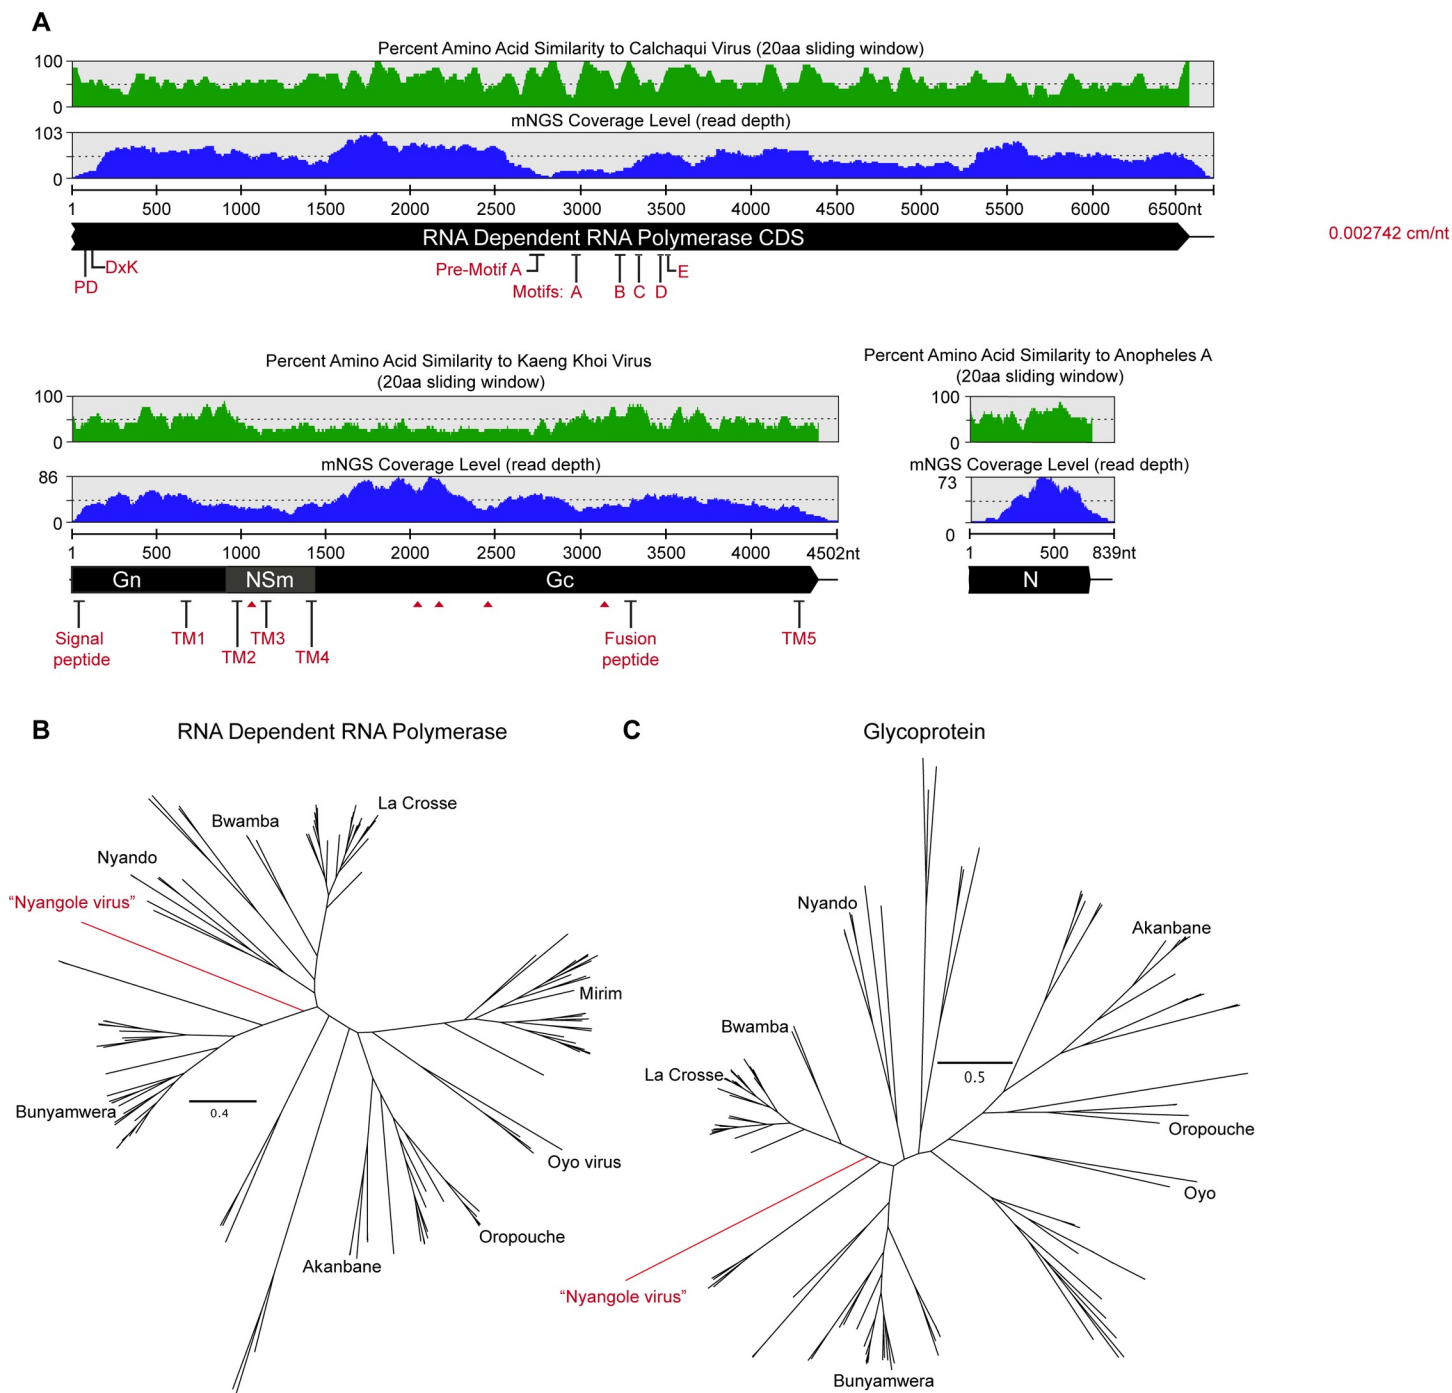 A
Percent Amino Acid Similarity to Calchaqui Virus (20aa sliding window)
100
0
mNGS Coverage Level (read depth)
103
0
1 500 1000 1500 2000 2500 3000 3500 4000 4500 5000 5500 6000 6500nt
RNA Dependent RNA Polymerase CDS
0.002742 cm/nt
DxK
PD
Pre-Motif A
E
Motifs: A B C D
Percent Amino Acid Similarity to Kaeng Khoi Virus
(20aa sliding window)
100
0
mNGS Coverage Level (read depth)
86
0
1 500 1000 1500 2000 2500 3000 3500 4000 4502nt
Gn NSm Gc
Signal
peptide
TM1
TM2
TM3
TM4
Fusion
peptide
TM5
Percent Amino Acid Similarity to Anopheles A
(20aa sliding window)
100
0
mNGS Coverage Level (read depth)
73
0
1 500 839nt
N
B
RNA Dependent RNA Polymerase
La Crosse
Bwamba
Nyando
“Nyangole virus”
Mirim
Bunyamwera
0.4
Oyo virus
Oropouche
Akanbane
C
Glycoprotein
Nyando
Akanbane
Bwamba
La Crosse
0.5
Oropouche
Oyo
“Nyangole virus”
Bunyamwera